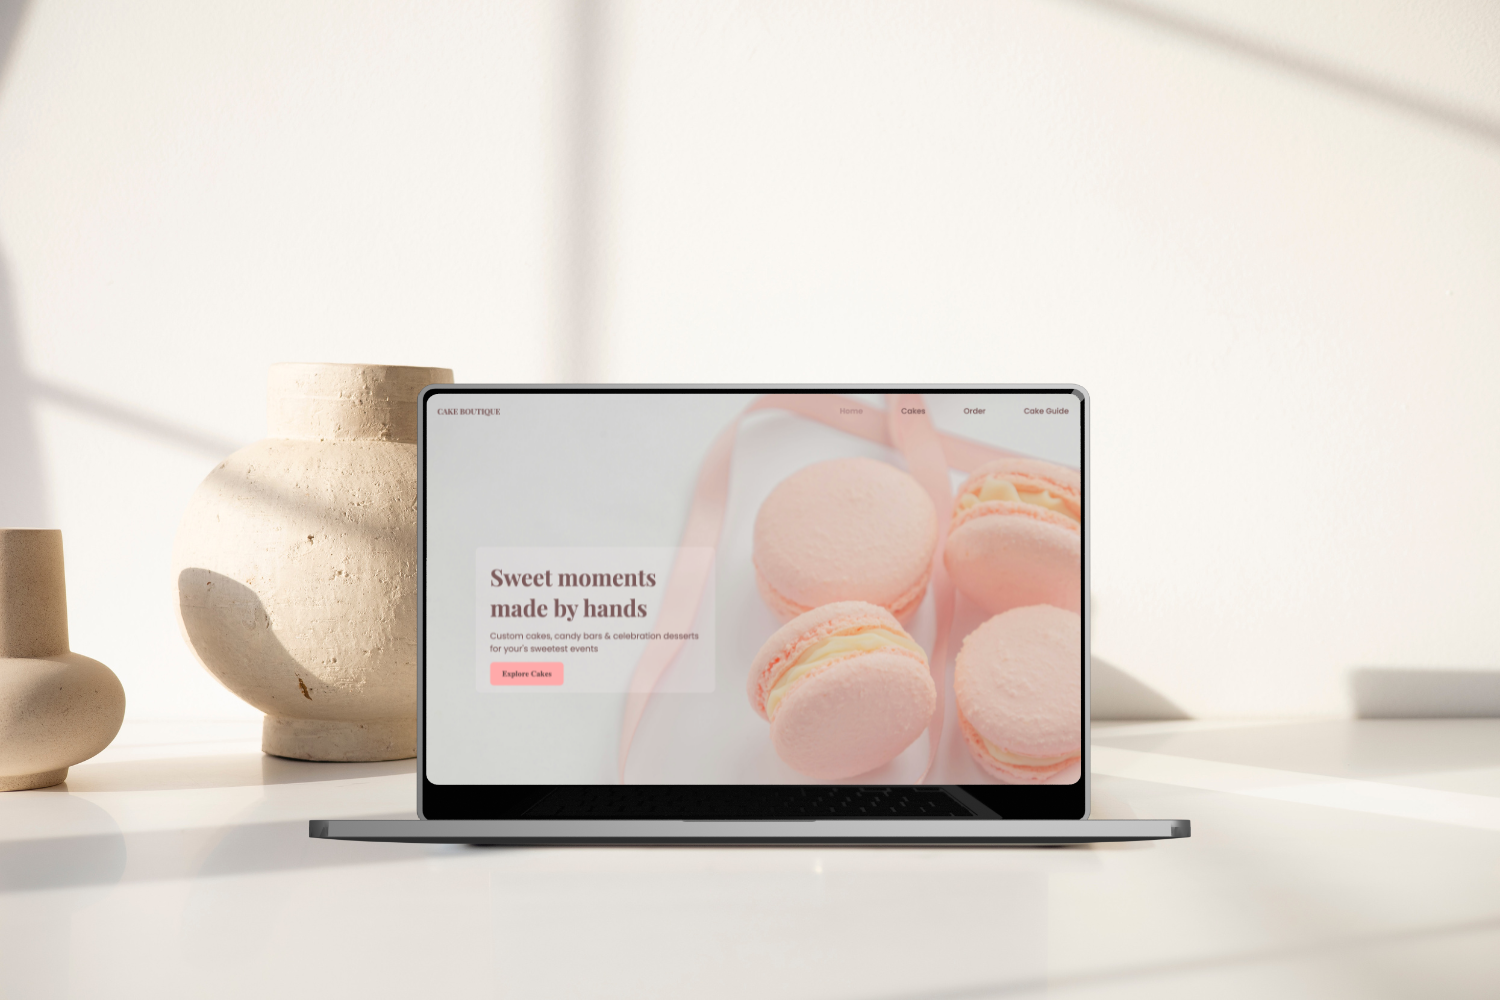 CAKE BOUTIQUE
Home Cakes Order Cake Guide
Sweet moments
made by hands
Custom cakes, candy bars & celebration desserts
for your's sweetest events
Explore Cakes